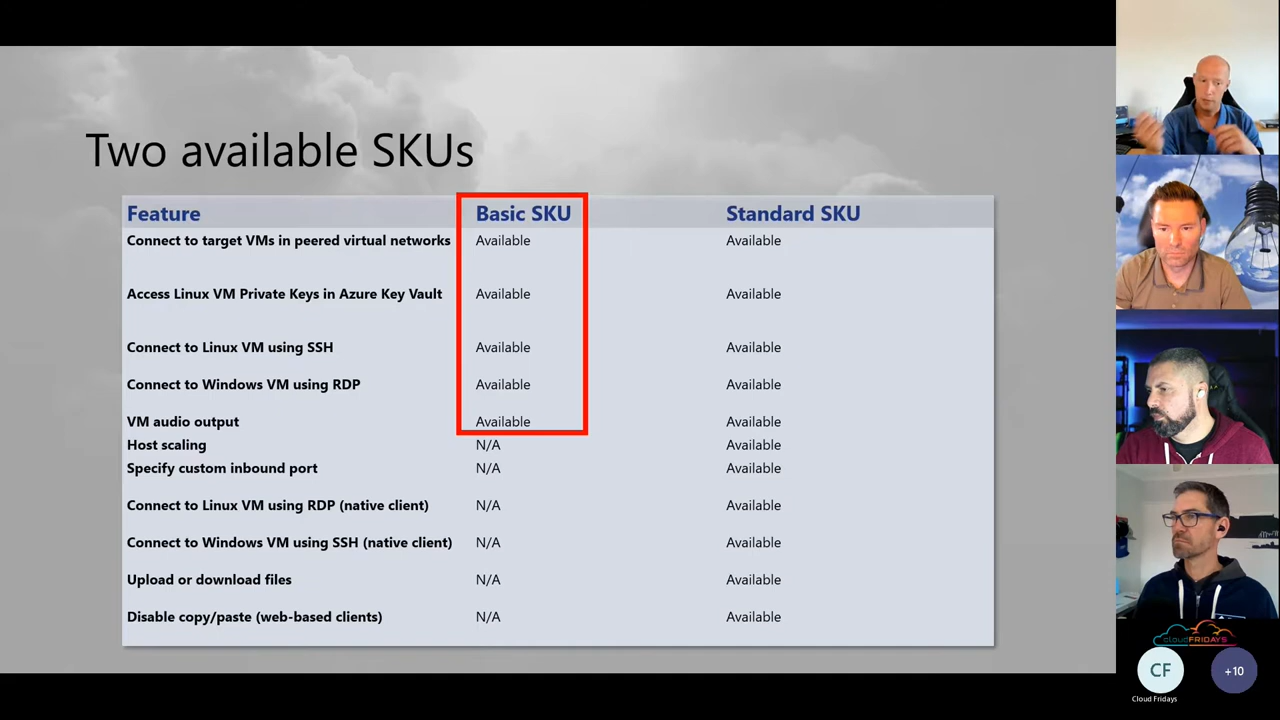 Two available SKUs
Feature Basic SKU Standard SKU
Connect to target VMs in peered virtual networks Available Available
Access Linux VM Private Keys in Azure Key Vault Available Available
Connect to Linux VM using SSH Available Available
Connect to Windows VM using RDP Available Available
VM audio output Available Available
Host scaling N/A Available
Specify custom inbound port N/A Available
Connect to Linux VM using RDP (native client) N/A Available
Connect to Windows VM using SSH (native client) N/A Available
Upload or download files N/A Available
Disable copy/paste (web-based clients) N/A Available
cloudFRIDAYS
CF
+10
Cloud Fridays